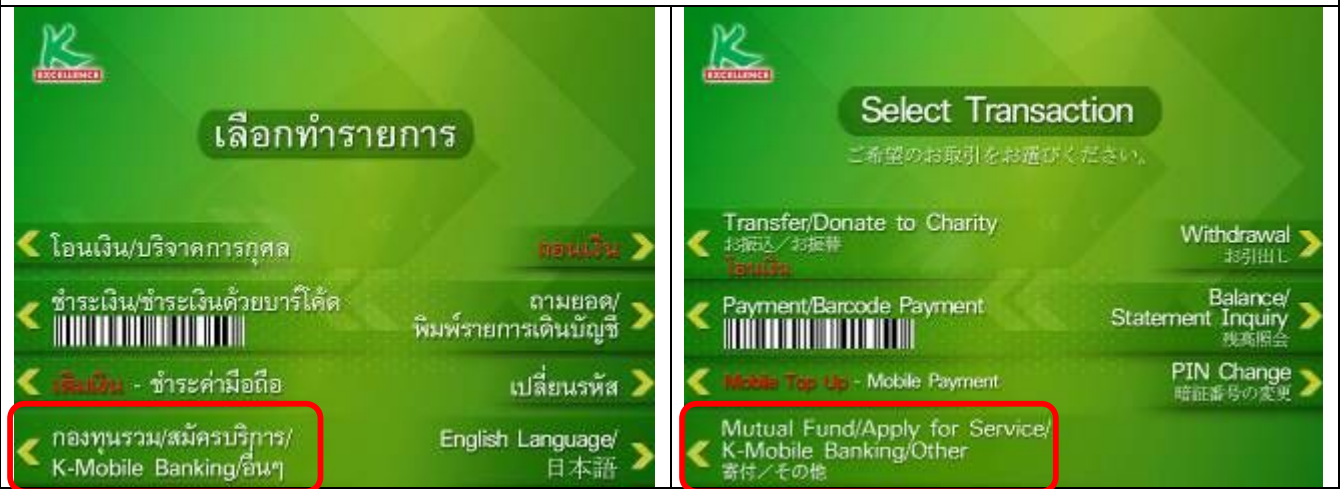 K
EXCELLENCE
เลือกทำรายการ
โอนเงิน/บริจาคการกุศล
ถอนเงิน
ชำระเงิน/ชำระเงินด้วยบาร์โค้ด
ถามยอด/
พิมพ์รายการเดินบัญชี
เติมเงิน - ชำระค่ามือถือ
เปลี่ยนรหัส
กองทุนรวม/สมัครบริการ/
K-Mobile Banking/อื่นๆ
English Language/
日本語
K
EXCELLENCE
Select Transaction
ご希望のお取引をお選びください。
Transfer/Donate to Charity
お振込/お振替
โอนเงิน
Withdrawal
お引出し
Payment/Barcode Payment
Balance/
Statement Inquiry
残高照会
Mobile Top Up - Mobile Payment
PIN Change
暗証番号の変更
Mutual Fund/Apply for Service/
K-Mobile Banking/Other
寄付/その他